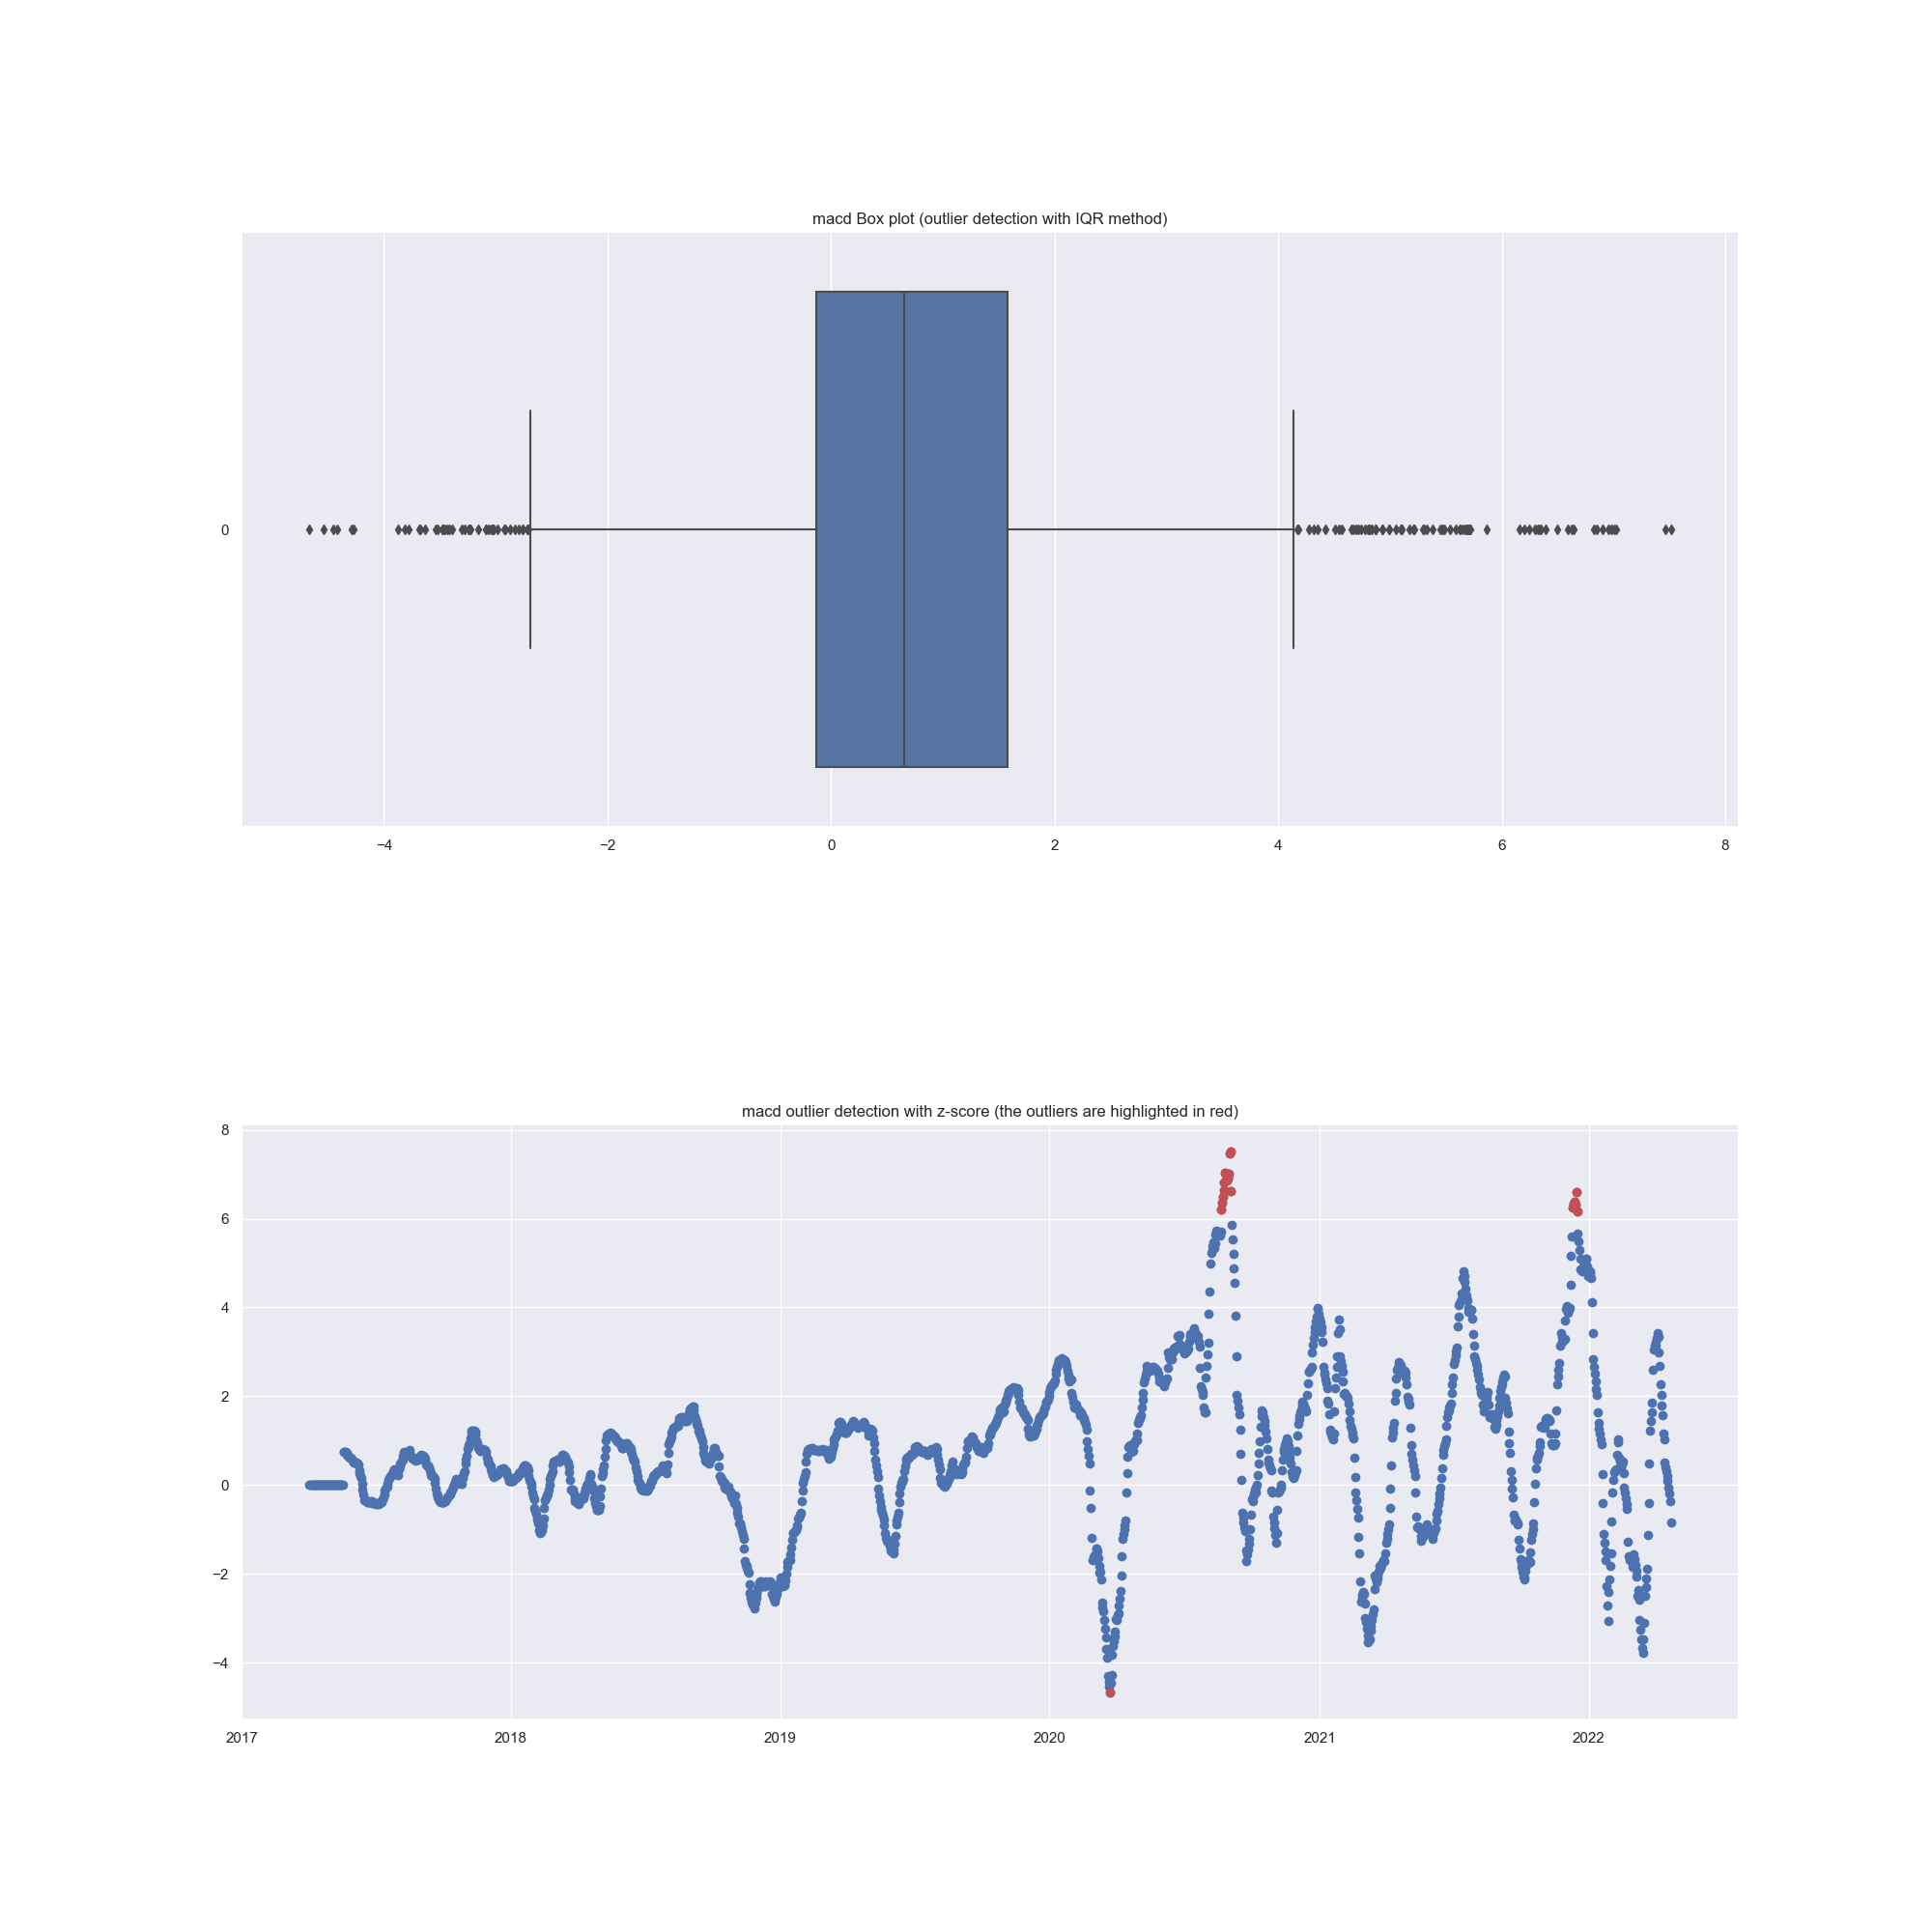 macd Box plot (outlier detection with IQR method)
0
−4 −2 0 2 4 6 8
macd outlier detection with z-score (the outliers are highlighted in red)
8
6
4
2
0
−2
−4
2017 2018 2019 2020 2021 2022